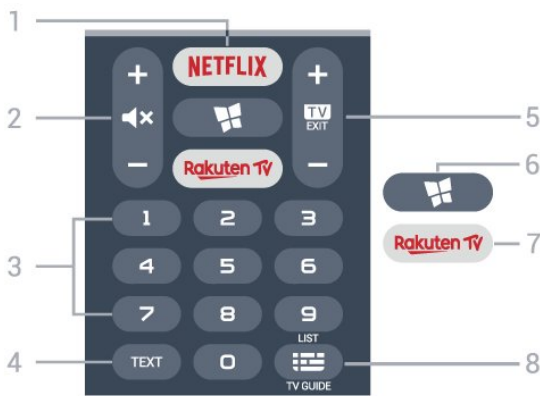 1
+ NETFLIX +
2 TV 5
EXIT
6
- Rakuten TV -
1 2 3
Rakuten TV 7
3 4 5 6
7 8 9
LIST
4 TEXT 0 8
TV GUIDE